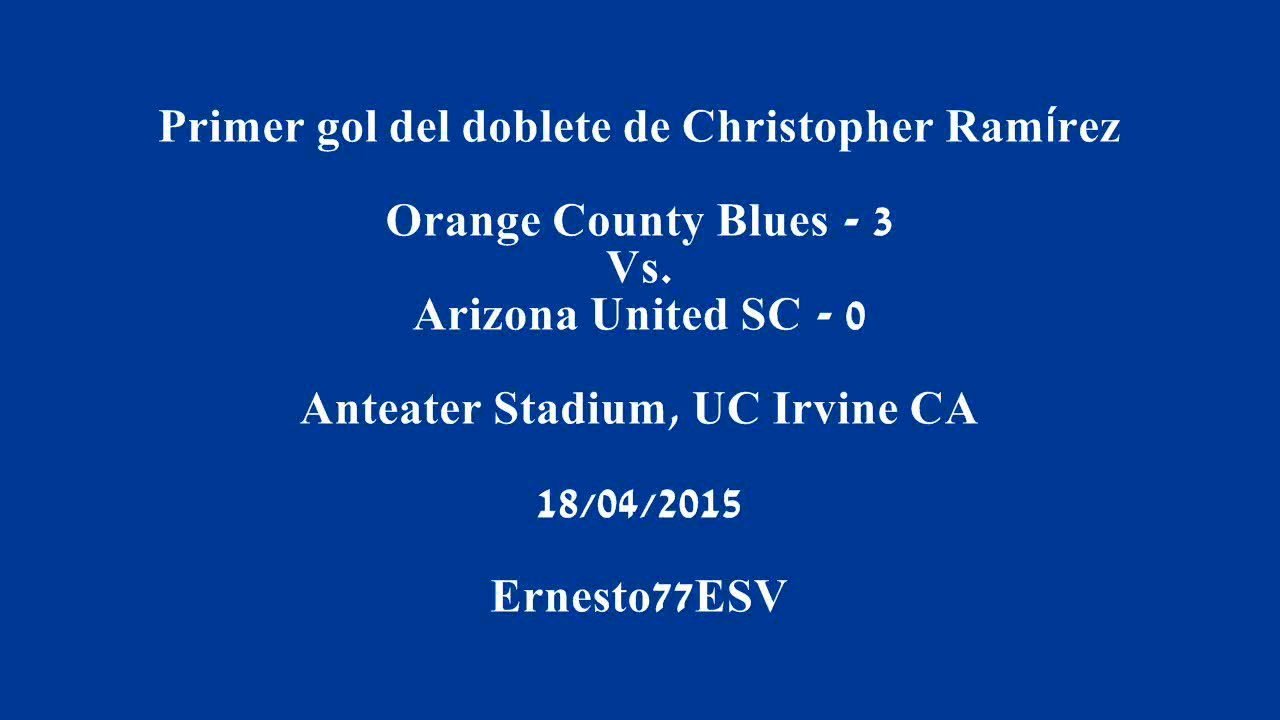 Primer gol del doblete de Christopher Ramírez
Orange County Blues - 3
Vs.
Arizona United SC - 0
Anteater Stadium, UC Irvine CA
18/04/2015
Ernesto77ESV